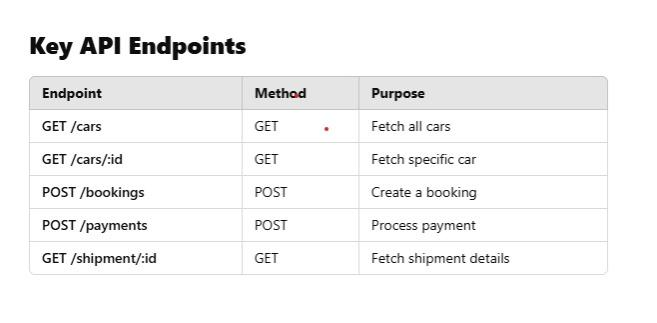 Key API Endpoints
Endpoint Method Purpose
GET /cars GET Fetch all cars
GET /cars/:id GET Fetch specific car
POST /bookings POST Create a booking
POST /payments POST Process payment
GET /shipment/:id GET Fetch shipment details